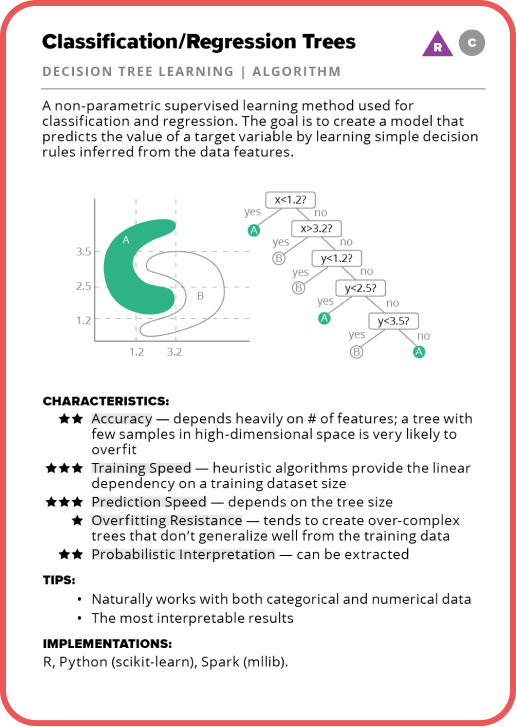 Classification/Regression Trees
R
C
DECISION TREE LEARNING | ALGORITHM
A non-parametric supervised learning method used for
classification and regression. The goal is to create a model that
predicts the value of a target variable by learning simple decision
rules inferred from the data features.
A
B
3.5
2.5
1.2
1.2 3.2
x<1.2?
yes no
A
x>3.2?
yes no
B
y<1.2?
yes no
B
y<2.5?
yes no
A
y<3.5?
yes no
B A
CHARACTERISTICS:
★★ Accuracy — depends heavily on # of features; a tree with
few samples in high-dimensional space is very likely to
overfit
★★★ Training Speed — heuristic algorithms provide the linear
dependency on a training dataset size
★★★ Prediction Speed — depends on the tree size
★ Overfitting Resistance — tends to create over-complex
trees that don’t generalize well from the training data
★★ Probabilistic Interpretation — can be extracted
TIPS:
• Naturally works with both categorical and numerical data
• The most interpretable results
IMPLEMENTATIONS:
R, Python (scikit-learn), Spark (mllib).